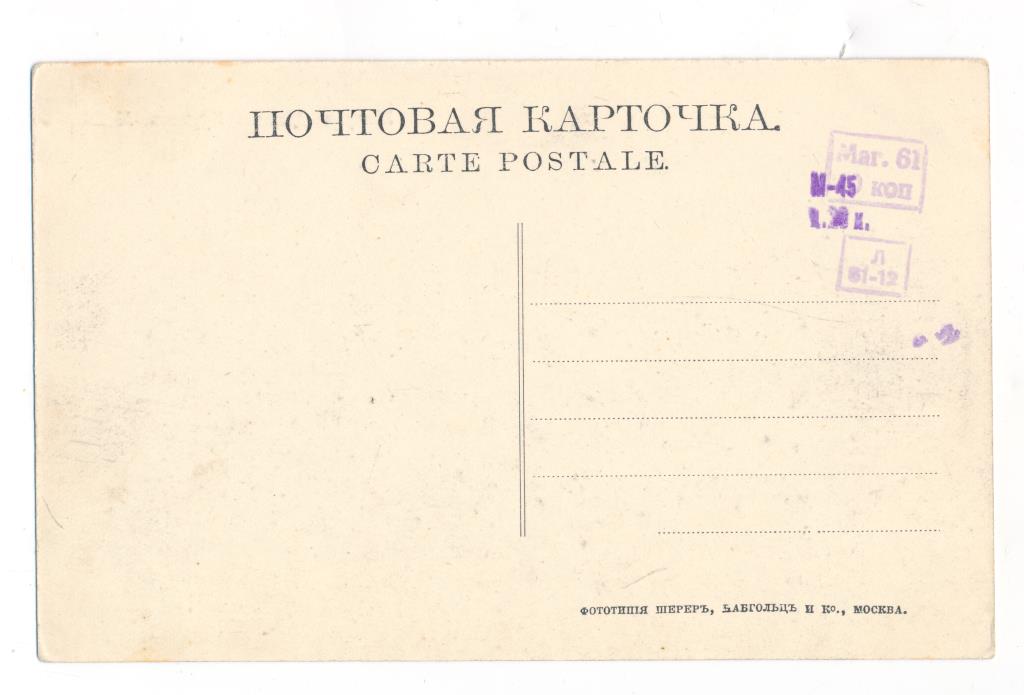 ПОЧТОВАЯ КАРТОЧКА.
CARTE POSTALE.
Маг. 61
коп
М-45
Л
61-12
ФОТОТИПІЯ ШЕРЕРЪ, НАБГОЛЬЦЪ И Ко., МОСКВА.